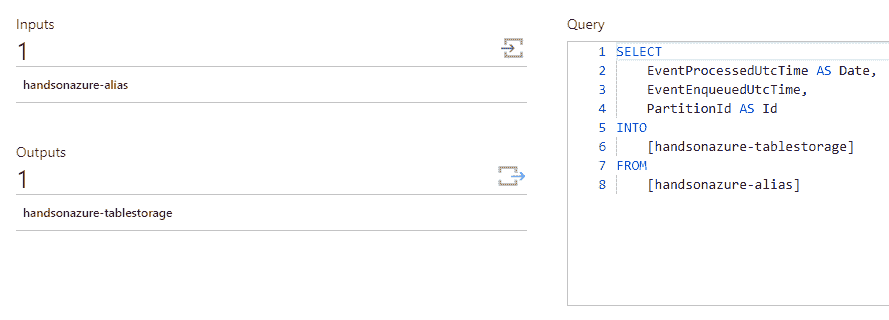 Inputs
1
handsonazure-alias
Outputs
1
handsonazure-tablestorage
Query
1 SELECT
2 EventProcessedUtcTime AS Date,
3 EventEnqueuedUtcTime,
4 PartitionId AS Id
5 INTO
6 [handsonazure-tablestorage]
7 FROM
8 [handsonazure-alias]